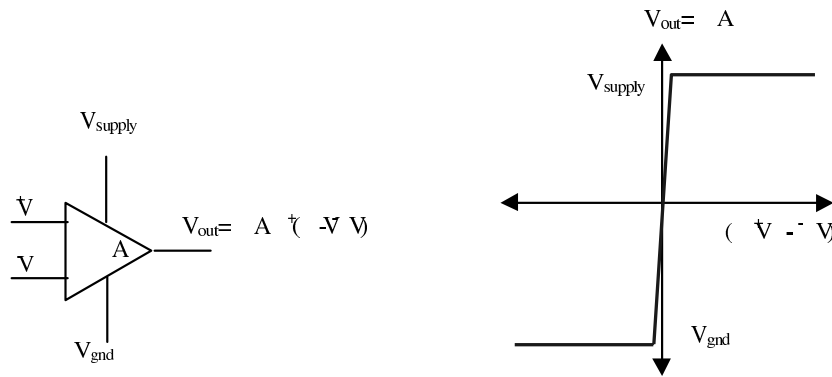 V_supply
+V
-V
A
V_out= A +( -V̄ V)
V_gnd
V_out= A
V_supply
( +V - - V)
V_gnd